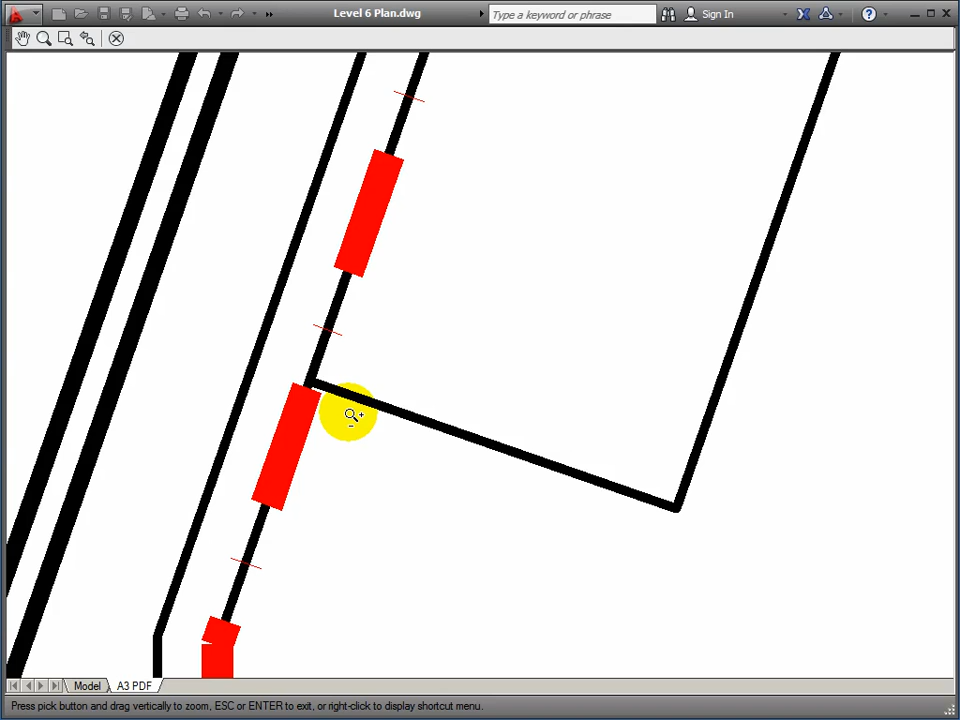 Level 6 Plan.dwg
Type a keyword or phrase
Sign In
Model
A3 PDF
Press pick button and drag vertically to zoom, ESC or ENTER to exit, or right-click to display shortcut menu.